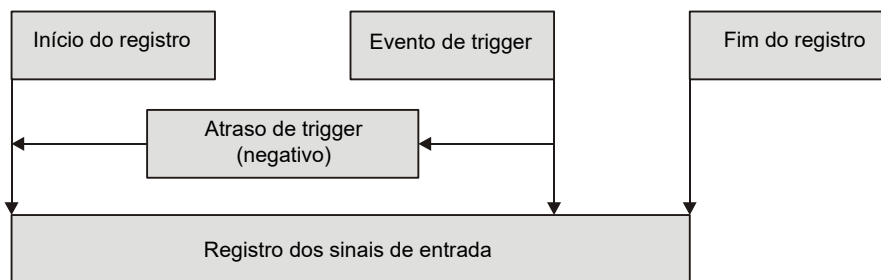 Início do registro
Evento de trigger
Fim do registro
Atraso de trigger
(negativo)
Registro dos sinais de entrada